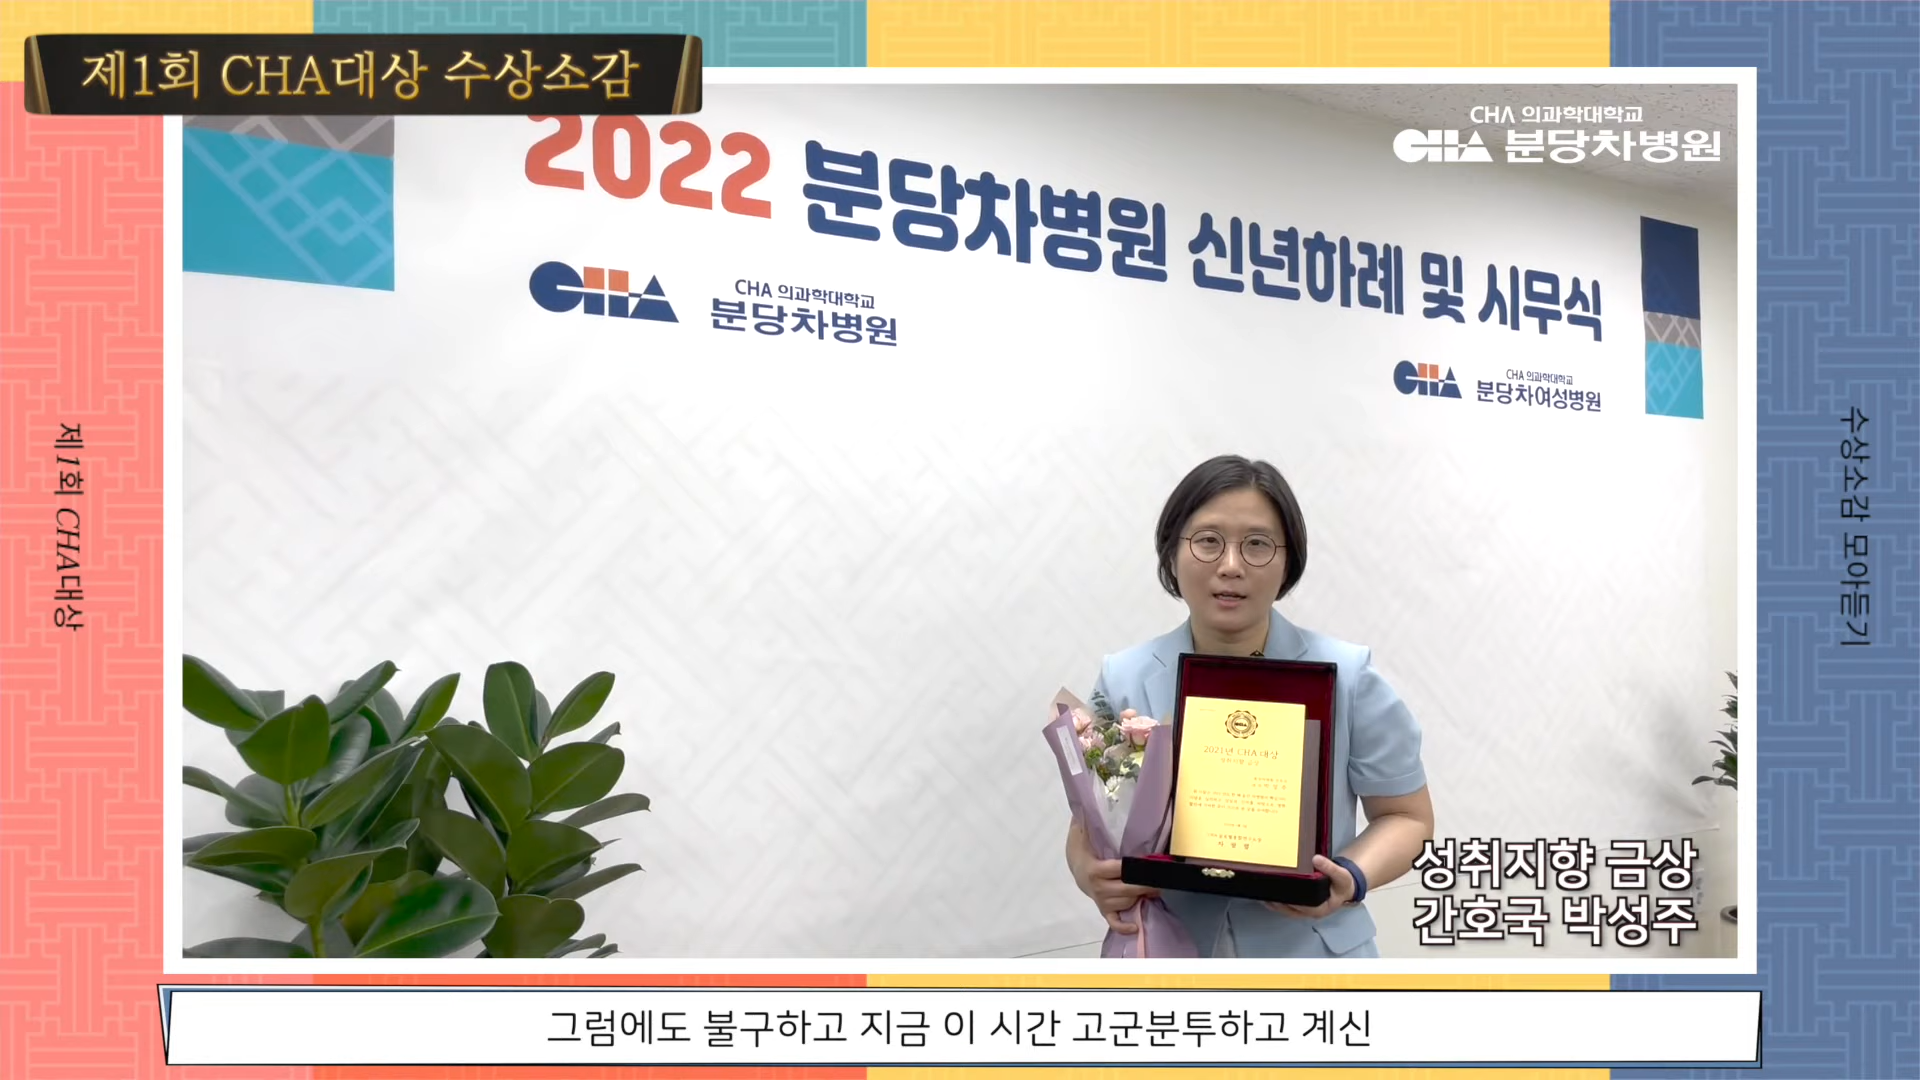 제1회 CHA대상 수상소감
CHA 의과학대학교
CHA 분당차병원
2022 분당차병원 신년하례 및 시무식
CHA
CHA 의과학대학교
분당차병원
CHA
CHA 의과학대학교
분당차여성병원
제1회 CHA대상
수상소감 모아듣기
2021년 CHA 대상
성취지향 금상
간호국 박성주
그럼에도 불구하고 지금 이 시간 고군분투하고 계신